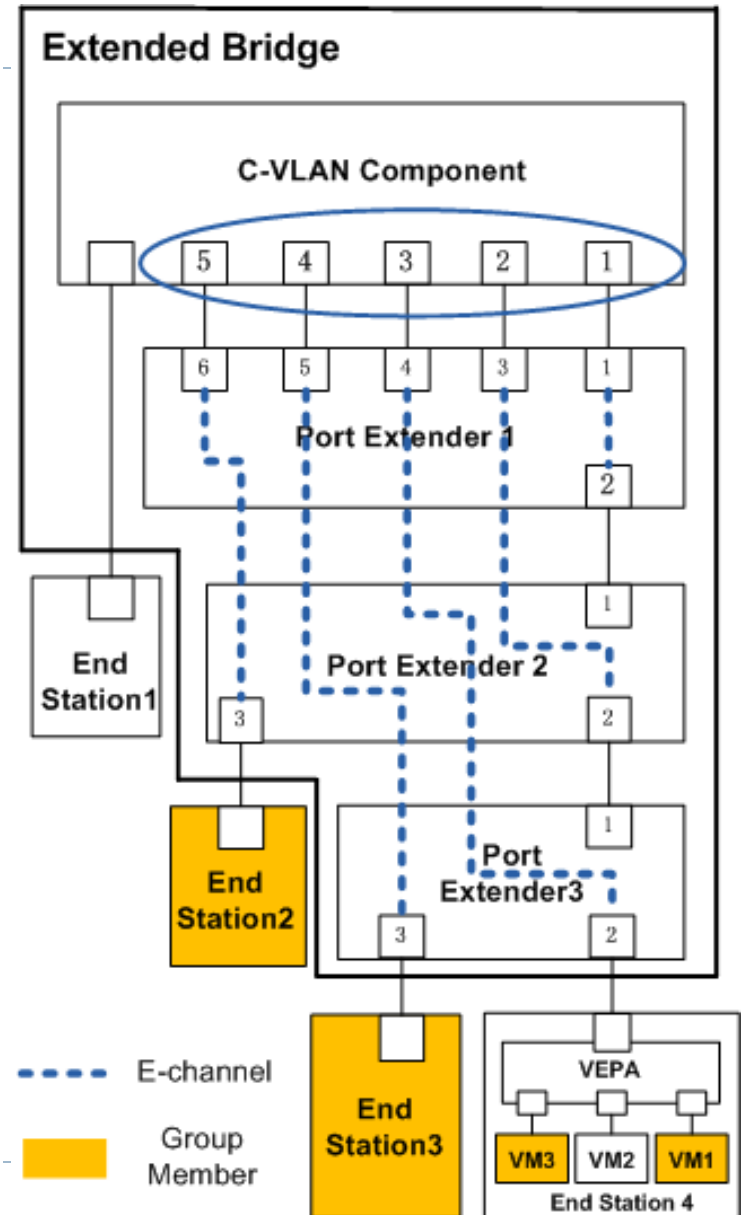 Extended Bridge
C-VLAN Component
5 4 3 2 1
6 5 4 3 1
Port Extender 1
2
1
End
Station1
Port Extender 2
3 2
1
End
Station2
Port
Extender3
3 2
E-channel
Group
Member
End
Station3
VEPA
VM3 VM2 VM1
End Station 4